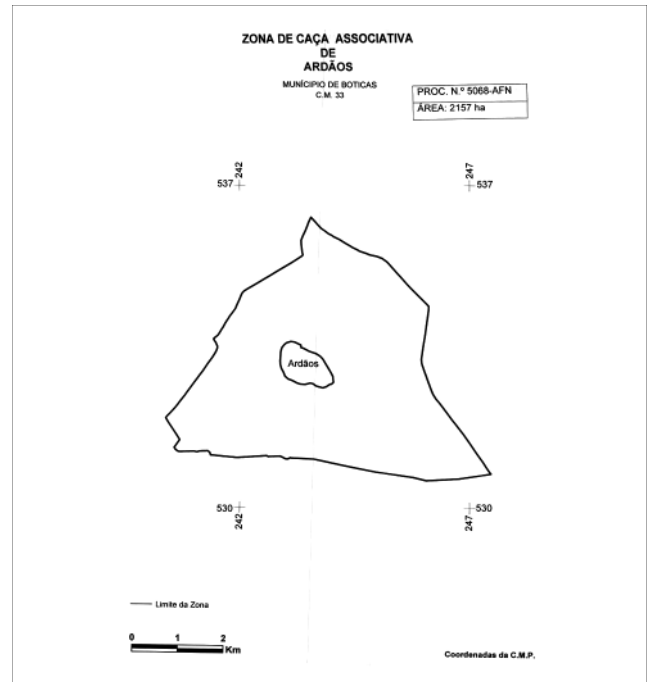 ZONA DE CAÇA ASSOCIATIVA
DE
ARDÃOS
MUNÍCIPIO DE BOTICAS
C.M. 33
PROC. N.º 5068-AFN
ÁREA: 2157 ha
242
537
247
537
Ardãos
530
242
530
247
Limite da Zona
0 1 2
Km
Coordenadas da C.M.P.